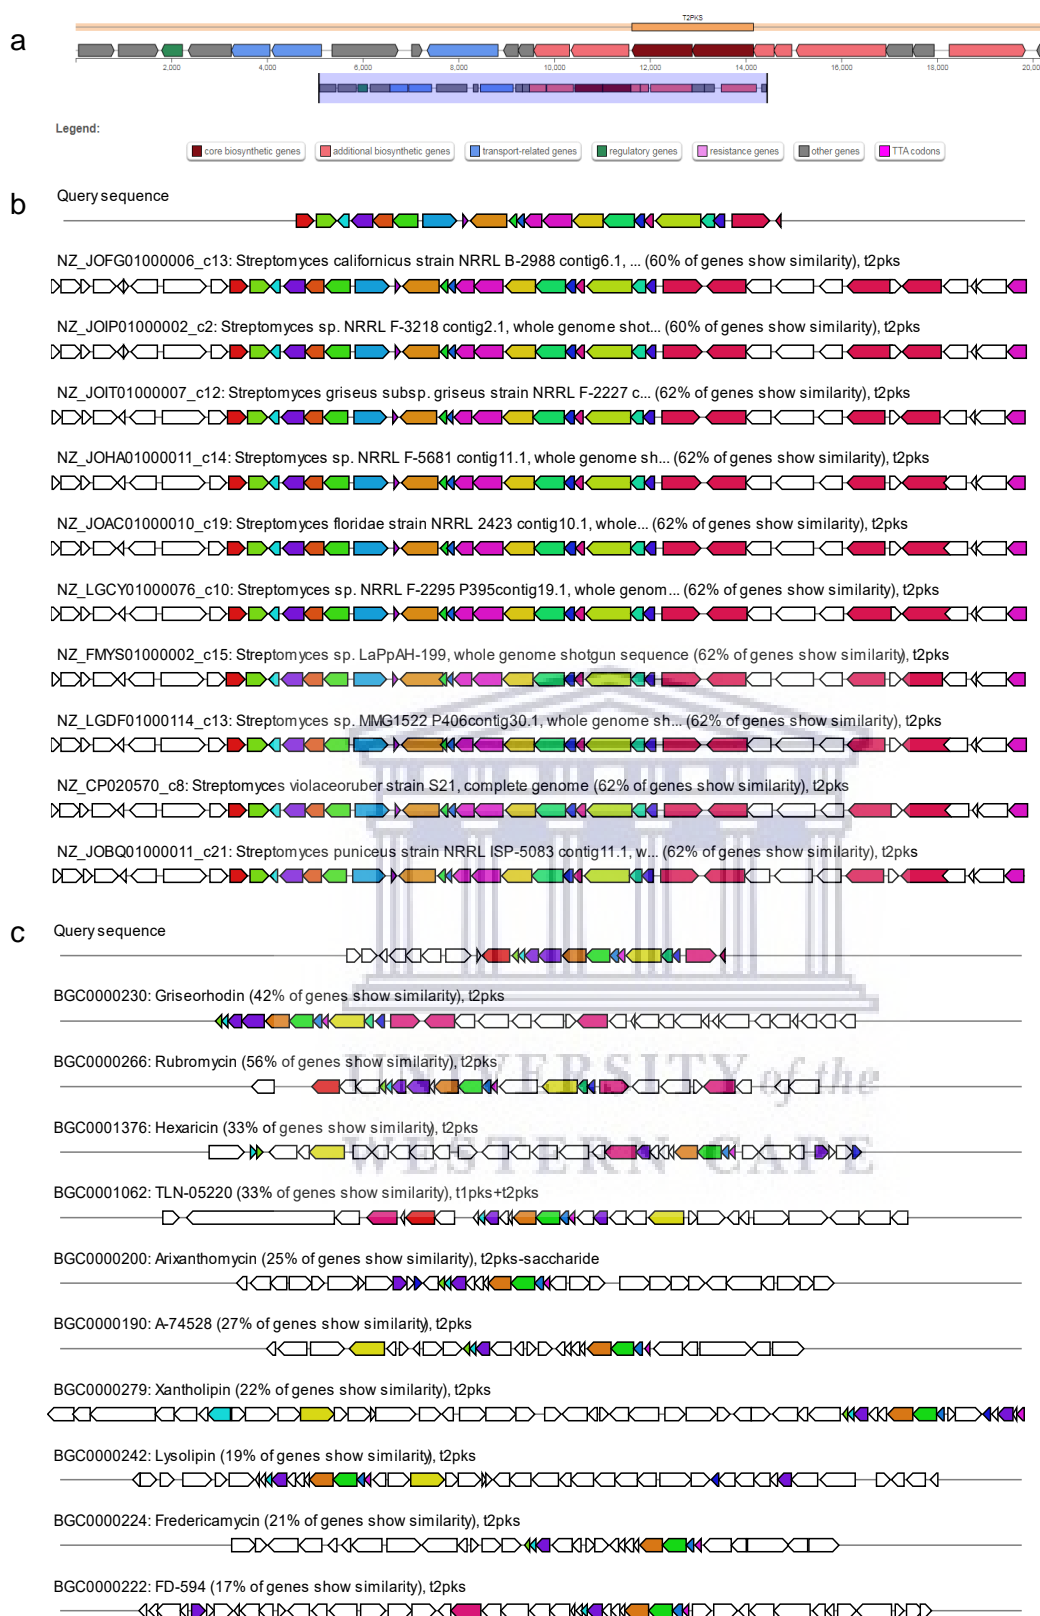 a
T2PKS
2,000 4,000 6,000 8,000 10,000 12,000 14,000 16,000 18,000 20,00
Legend:
core biosynthetic genes additional biosynthetic genes transport-related genes regulatory genes resistance genes other genes TTA codons
b
Query sequence
NZ_JOFG01000006_c13: Streptomyces californicus strain NRRL B-2988 contig6.1, ... (60% of genes show similarity), t2pks
NZ_JOIP01000002_c2: Streptomyces sp. NRRL F-3218 contig2.1, whole genome shot... (60% of genes show similarity), t2pks
NZ_JOIT01000007_c12: Streptomyces griseus subsp. griseus strain NRRL F-2227 c... (62% of genes show similarity), t2pks
NZ_JOHA01000011_c14: Streptomyces sp. NRRL F-5681 contig11.1, whole genome sh... (62% of genes show similarity), t2pks
NZ_JOAC01000010_c19: Streptomyces floridae strain NRRL 2423 contig10.1, whole... (62% of genes show similarity), t2pks
NZ_LGCY01000076_c10: Streptomyces sp. NRRL F-2295 P395contig19.1, whole genom... (62% of genes show similarity), t2pks
NZ_FMYS01000002_c15: Streptomyces sp. LaPpAH-199, whole genome shotgun sequence (62% of genes show similarity), t2pks
NZ_LGDF01000114_c13: Streptomyces sp. MMG1522 P406contig30.1, whole genome sh... (62% of genes show similarity), t2pks
NZ_CP020570_c8: Streptomyces violaceoruber strain S21, complete genome (62% of genes show similarity), t2pks
NZ_JOBQ01000011_c21: Streptomyces puniceus strain NRRL ISP-5083 contig11.1, w... (62% of genes show similarity), t2pks
c
Query sequence
BGC0000230: Griseorhodin (42% of genes show similarity), t2pks
BGC0000266: Rubromycin (56% of genes show similarity), t2pks
UNIVERSITY of the
BGC0001376: Hexaricin (33% of genes show similarity), t2pks
WESTERN CAPE
BGC0001062: TLN-05220 (33% of genes show similarity), t1pks+t2pks
BGC0000200: Arixanthomycin (25% of genes show similarity), t2pks-saccharide
BGC0000190: A-74528 (27% of genes show similarity), t2pks
BGC0000279: Xantholipin (22% of genes show similarity), t2pks
BGC0000242: Lysolipin (19% of genes show similarity), t2pks
BGC0000224: Fredericamycin (21% of genes show similarity), t2pks
BGC0000222: FD-594 (17% of genes show similarity), t2pks